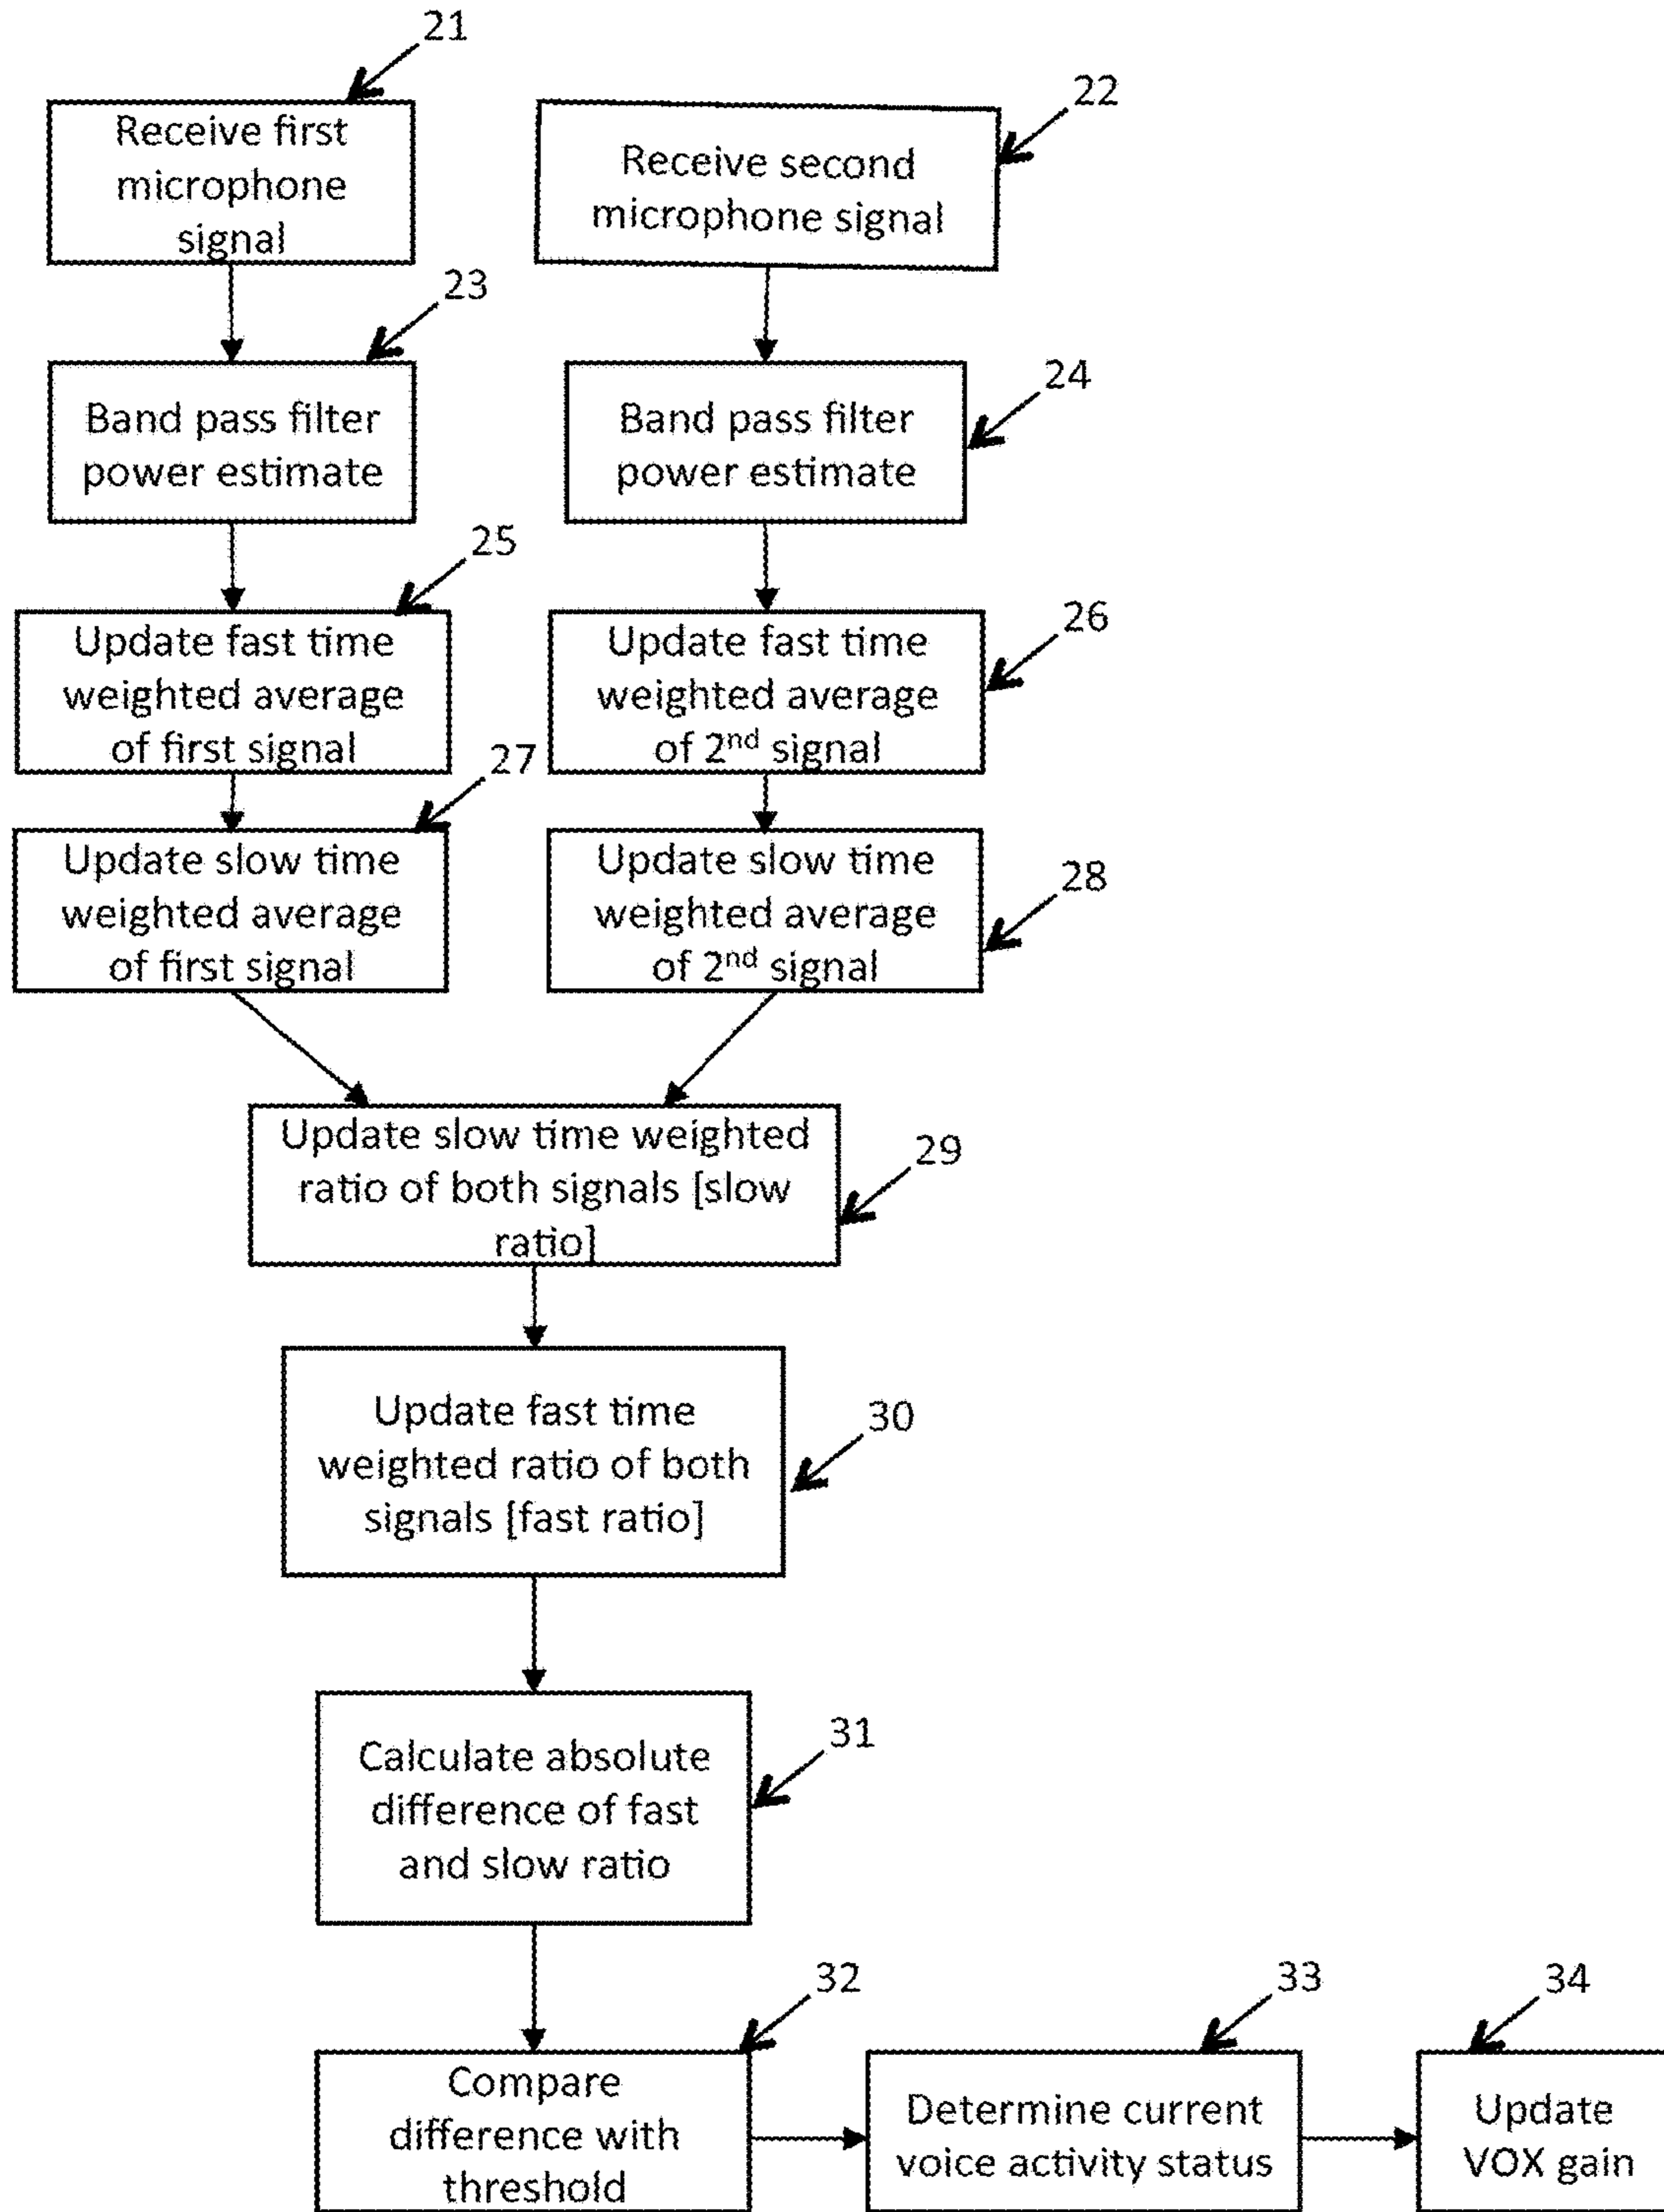 21
Receive first
microphone
signal
22
Receive second
microphone signal
23
Band pass filter
power estimate
24
Band pass filter
power estimate
25
Update fast time
weighted average
of first signal
26
Update fast time
weighted average
of 2nd signal
27
Update slow time
weighted average
of first signal
28
Update slow time
weighted average
of 2nd signal
29
Update slow time weighted
ratio of both signals [slow
ratio]
30
Update fast time
weighted ratio of both
signals [fast ratio]
31
Calculate absolute
difference of fast
and slow ratio
32
Compare
difference with
threshold
33
Determine current
voice activity status
34
Update
VOX gain